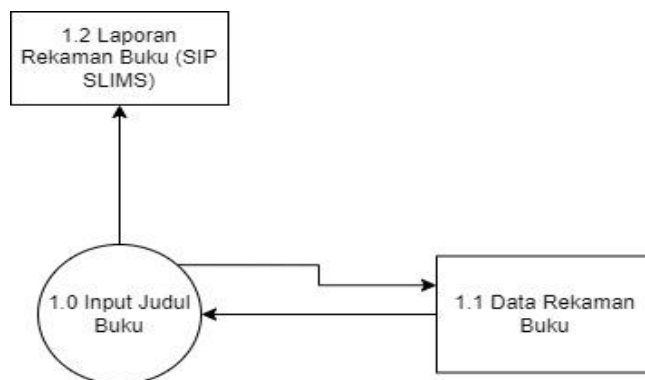 1.2 Laporan
Rekaman Buku (SIP
SLIMS)
1.0 Input Judul
Buku
1.1 Data Rekaman
Buku